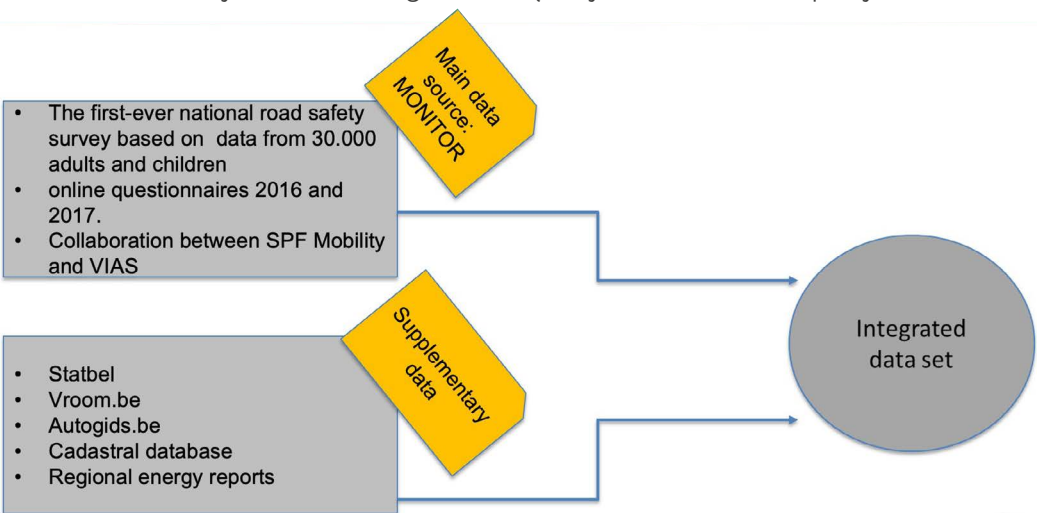 Main data
source:
MONITOR
• The first-ever national road safety
survey based on data from 30.000
adults and children
• online questionnaires 2016 and
2017.
• Collaboration between SPF Mobility
and VIAS
Integrated
data set
Supplementary
data
• Statbel
• Vroom.be
• Autogids.be
• Cadastral database
• Regional energy reports